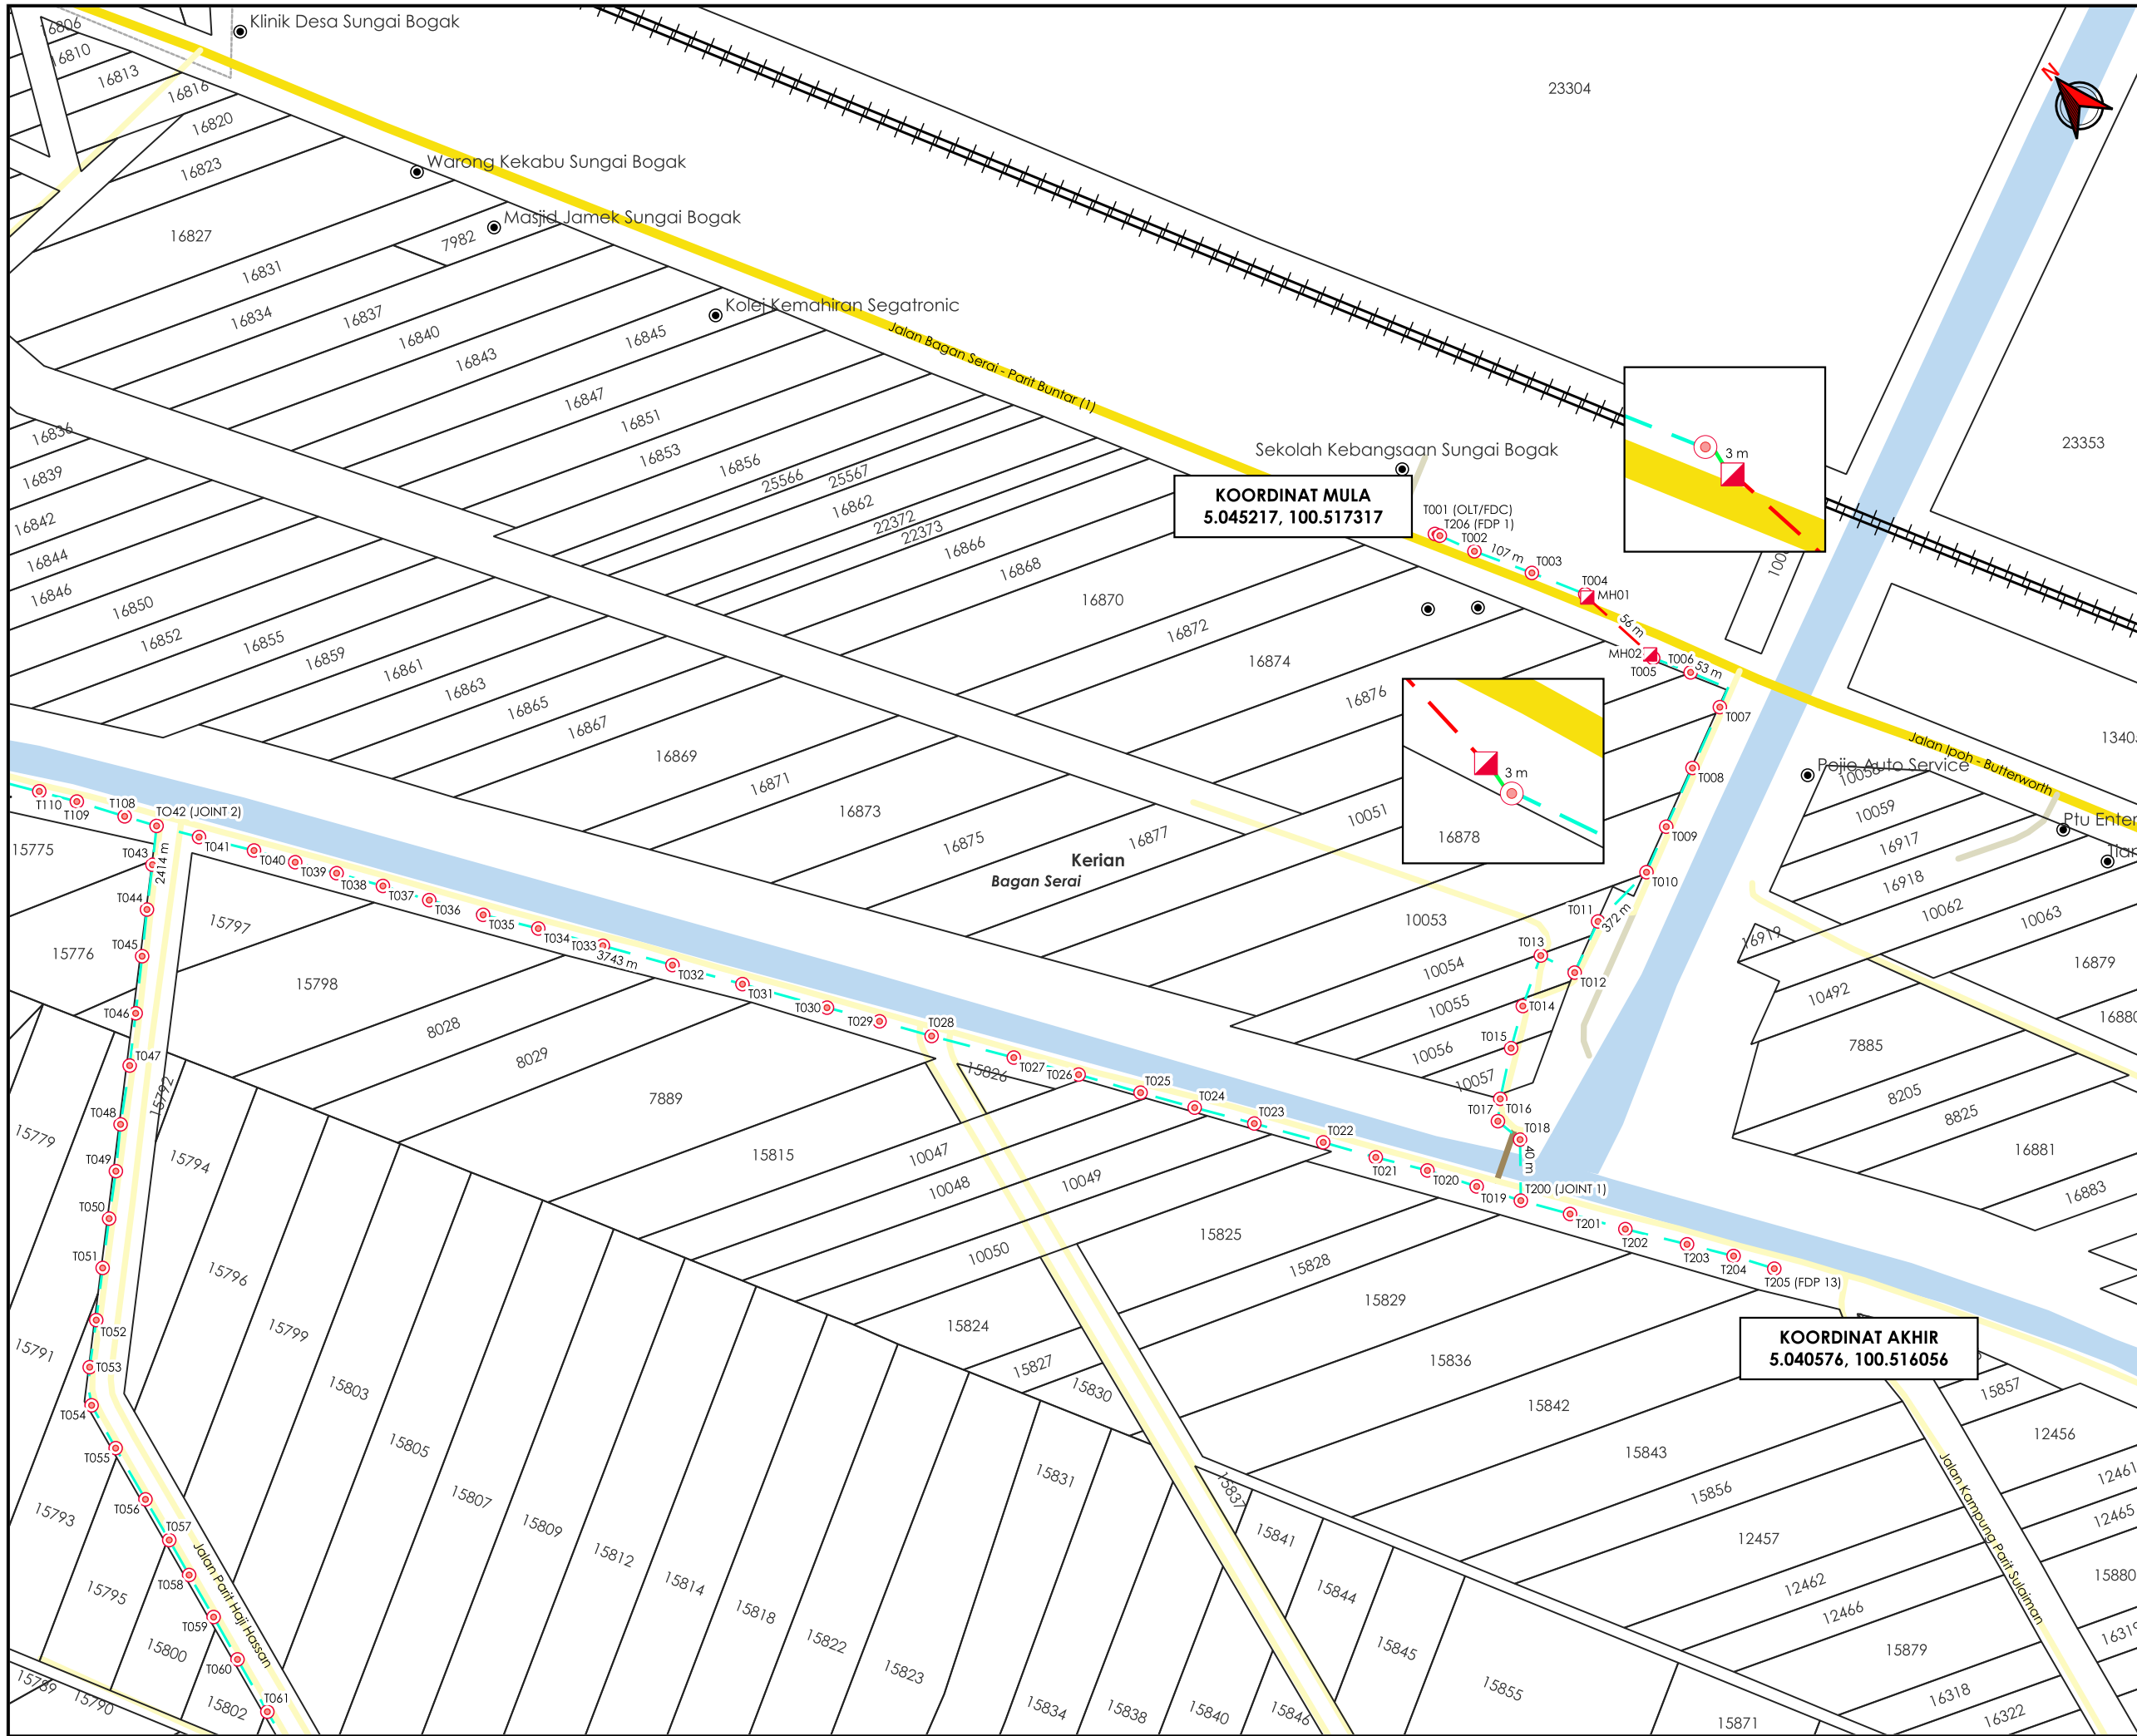 Klinik Desa Sungai Bogak
16806
16810
16813
16816
16820
16823
16827
Warong Kekabu Sungai Bogak
Masjid Jamek Sungai Bogak
7982
16831
16834
16837
16840
16843
16845
Kolej Kemahiran Segatronic
Jalan Bagan Serai - Parit Buntar (1)
23304
N
23353
16847
16851
16853
16856
25566
25567
16862
22372
22373
16866
16868
16870
16872
16874
16876
16878
Sekolah Kebangsaan Sungai Bogak
KOORDINAT MULA
5.045217, 100.517317
T001 (OLT/FDC)
T206 (FDP 1)
T002
107 m
T003
T004
MH01
56 m
MH02
T005
T006
53 m
3 m
3 m
T007
T008
T009
T010
T011
372 m
T012
T013
T014
T015
T016
T017
T018
40 m
T200 (JOINT 1)
T201
T202
T203
T204
T205 (FDP 13)
KOORDINAT AKHIR
5.040576, 100.516056
16836
16839
16842
16844
16846
16850
16852
16855
16859
16861
16863
16865
16867
16869
16871
16873
16875
16877
10051
10053
10054
10055
10056
10057
Kerian
Bagan Serai
Jalan Ipoh - Butterworth
Pojie Auto Service
10058
10059
16917
16918
10062
10063
16919
10492
16879
7885
8205
8825
16881
16883
T110
T109
T108
TO42 (JOINT 2)
T041
T040
T039
T038
T037
T036
T035
T034
T033
3743 m
T032
T031
T030
T029
T028
T027
T026
T025
T024
T023
T022
T021
T020
T019
T043
2414 m
T044
T045
T046
T047
T048
T049
T050
T051
T052
T053
T054
T055
T056
T057
T058
T059
T060
T061
Jalan Parit Haji Hassan
Jalan Kampung Parit Sulaiman
15775
15776
15797
15798
8028
8029
7889
15815
15826
10047
10048
10049
10050
15825
15828
15829
15824
15827
15830
15836
15842
15843
15856
15857
12456
12461
12457
12465
12462
12466
15880
15879
16318
16322
15779
15792
15794
15796
15799
15791
15803
15805
15807
15809
15812
15814
15818
15822
15823
15831
15837
15841
15844
15845
15855
15871
15834
15838
15840
15846
15793
15795
15800
15802
15789
15790